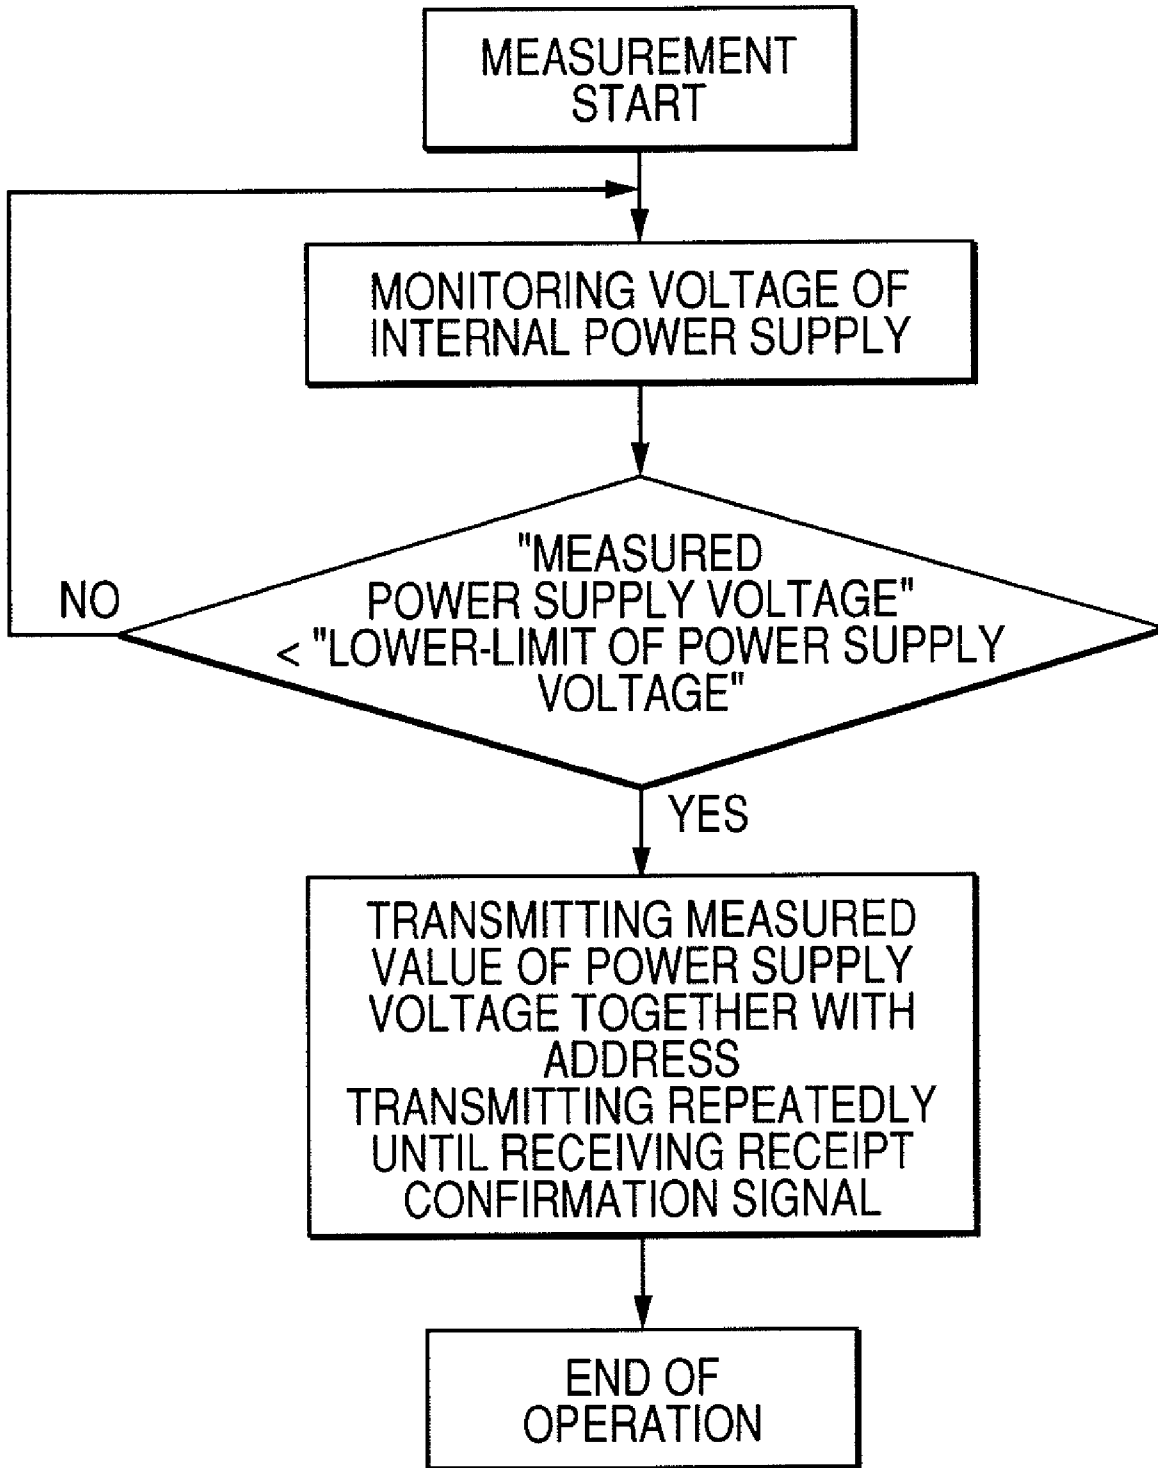 MEASUREMENT
START
MONITORING VOLTAGE OF
INTERNAL POWER SUPPLY
"MEASURED
POWER SUPPLY VOLTAGE"
< "LOWER-LIMIT OF POWER SUPPLY
VOLTAGE"
NO
YES
TRANSMITTING MEASURED
VALUE OF POWER SUPPLY
VOLTAGE TOGETHER WITH
ADDRESS
TRANSMITTING REPEATEDLY
UNTIL RECEIVING RECEIPT
CONFIRMATION SIGNAL
END OF
OPERATION